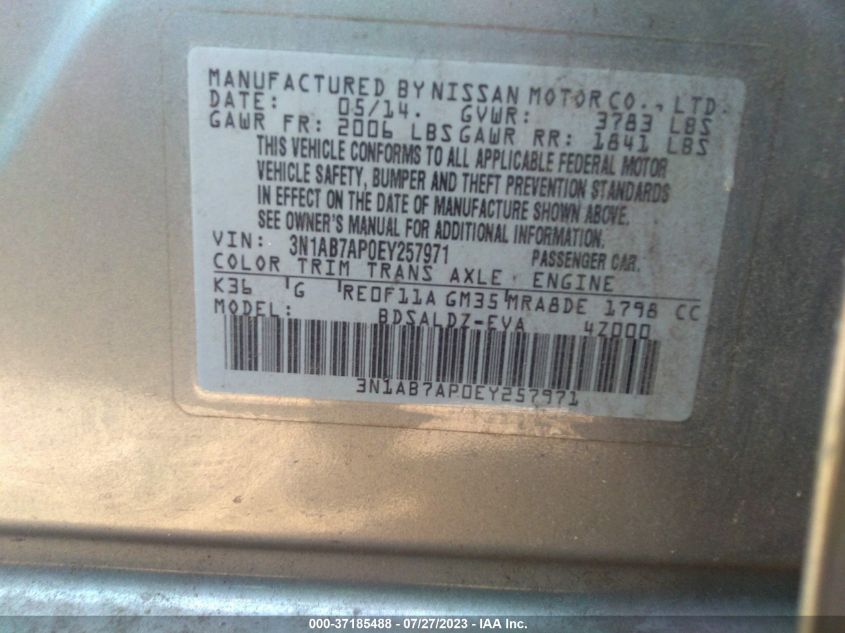 MANUFACTURED BY NISSAN MOTOR CO., LTD.
DATE: 05/14. GVWR: 3783 LBS
GAWR FR: 2006 LBS GAWR RR: 1841 LBS
THIS VEHICLE CONFORMS TO ALL APPLICABLE FEDERAL MOTOR
VEHICLE SAFETY, BUMPER AND THEFT PREVENTION STANDARDS
IN EFFECT ON THE DATE OF MANUFACTURE SHOWN ABOVE.
SEE OWNER'S MANUAL FOR ADDITIONAL INFORMATION.
VIN: 3N1AB7AP0EY257971 PASSENGER CAR.
COLOR TRIM TRANS AXLE ENGINE
K36 G RE0F11A GM35 MRA8DE 1798 CC
MODEL: BDSALDZ-EVA 4Z000
3N1AB7AP0EY257971
000-37185488 - 07/27/2023 - IAA Inc.